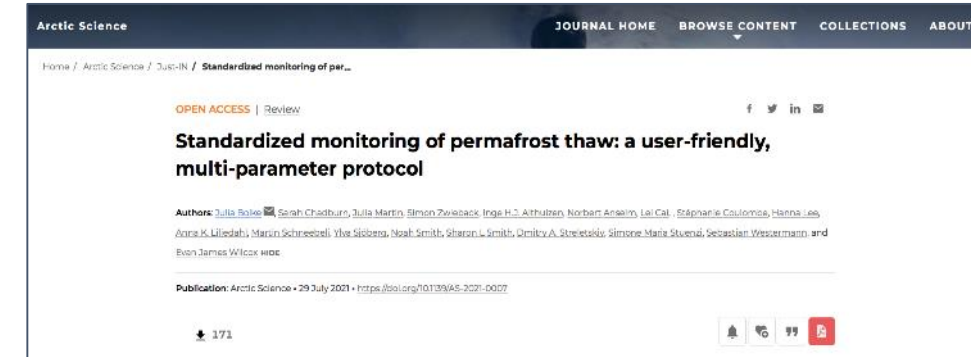 Arctic Science JOURNAL HOME BROWSE CONTENT COLLECTIONS ABOUT
Home / Arctic Science / Just-IN / Standardized monitoring of per...
OPEN ACCESS | Review
Standardized monitoring of permafrost thaw: a user-friendly,
multi-parameter protocol
Authors: Julia Boike, Sarah Chadburn, Julia Martin, Simon Zwieback, Inge H.J. Althuizen, Norbert Anselm, Lei Cai, Stéphanie Coulombe, Hanna Lee,
Anna K. Liljedahl, Martin Schneebeli, Ylva Sjöberg, Noah Smith, Sharon L Smith, Dmitry A. Streletskiy, Simone Maria Stuenzi, Sebastian Westermann, and
Evan James Wilcox HIDE
Publication: Arctic Science • 29 July 2021 • https://doi.org/10.1139/AS-2021-0007
171